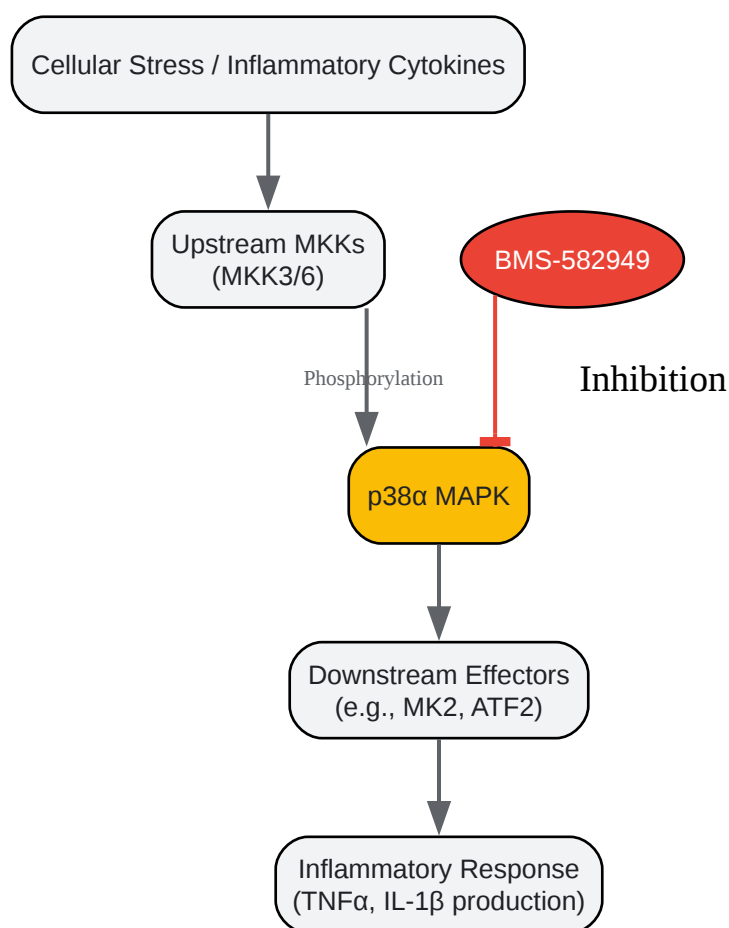 Cellular Stress / Inflammatory Cytokines
Upstream MKKs
(MKK3/6)
BMS-582949
Phosphorylation
Inhibition
p38α MAPK
Downstream Effectors
(e.g., MK2, ATF2)
Inflammatory Response
(TNFα, IL-1β production)